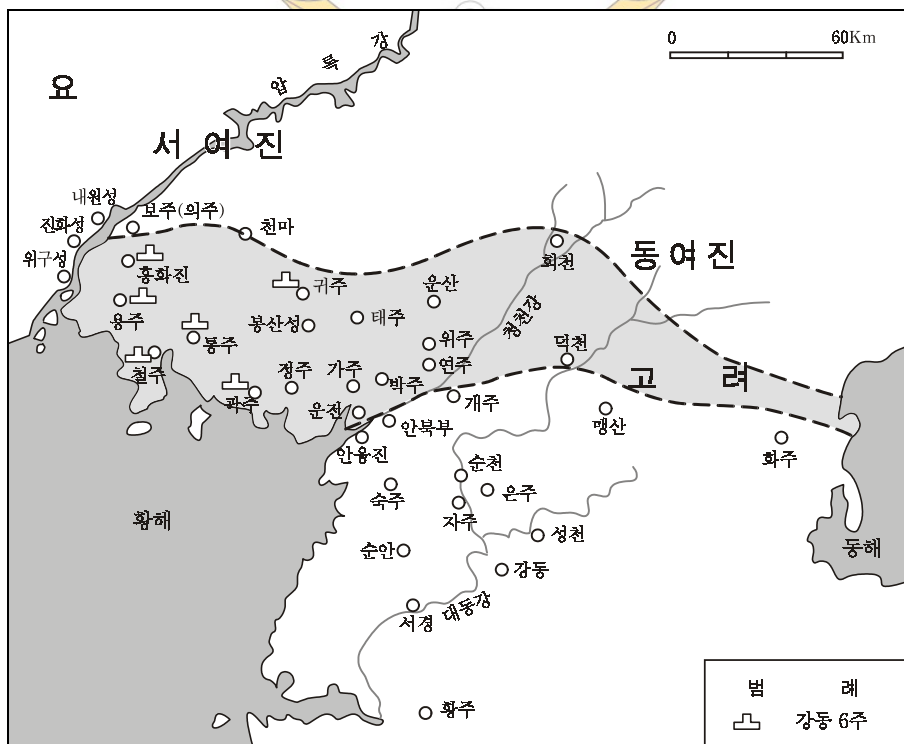 0 60Km
요
압 록 강
서 여 진
내원성
보주(의주)
진화성
천마
위구성
동 여 진
흥화진
회천
귀주
운산
용주
태주
청천강
봉산성
통주
위주
덕천
철주
연주
정주
가주
박주
고 려
곽주
개주
운진
안북부
맹산
안융진
화주
순천
숙주
은주
자주
황해
성천
순안
동해
강동
대동강
서경
범 례
황주
강동 6주